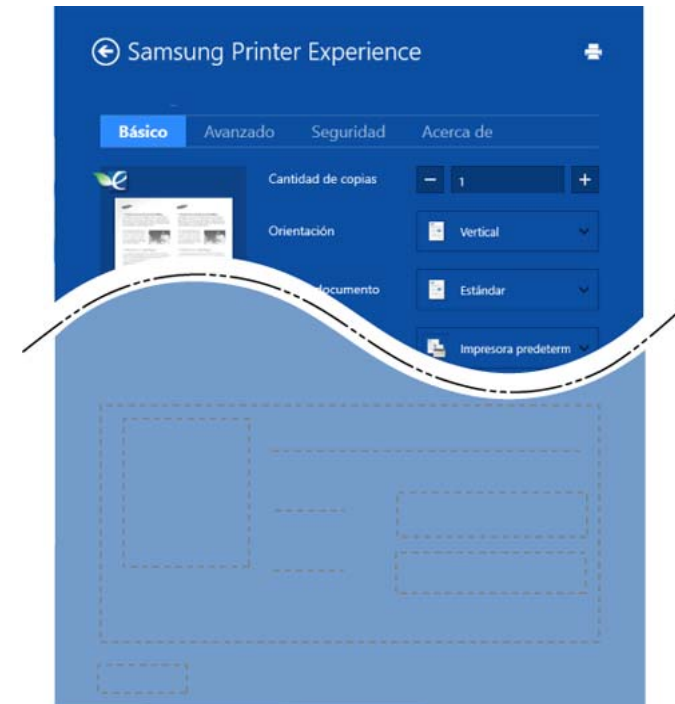 Samsung Printer Experience
Básico Avanzado Seguridad Acerca de
Cantidad de copias 1
Orientación Vertical
documento Estándar
Impresora predeterm